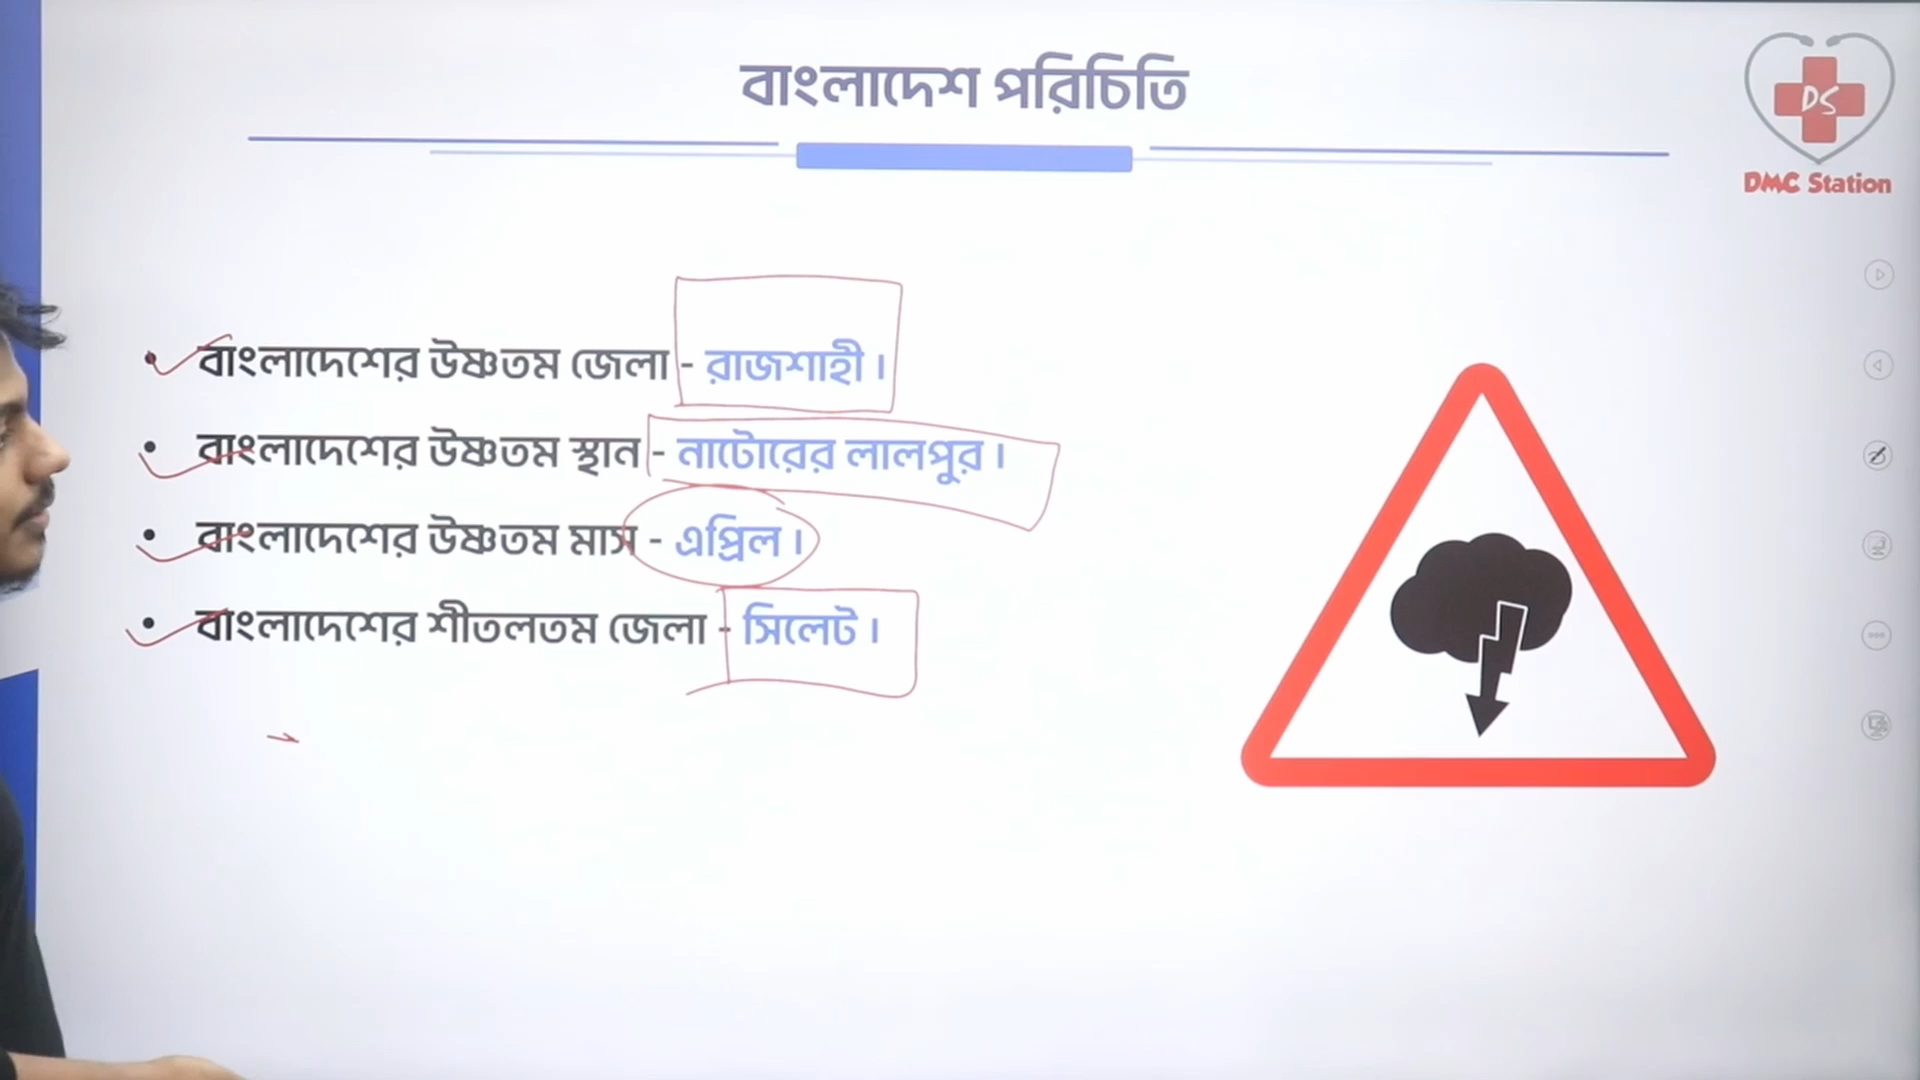 বাংলাদেশ পরিচিতি
DS
DMC Station
• বাংলাদেশের উষ্ণতম জেলা - রাজশাহী।
• বাংলাদেশের উষ্ণতম স্থান - নাটোরের লালপুর।
• বাংলাদেশের উষ্ণতম মাস - এপ্রিল।
• বাংলাদেশের শীতলতম জেলা - সিলেট।